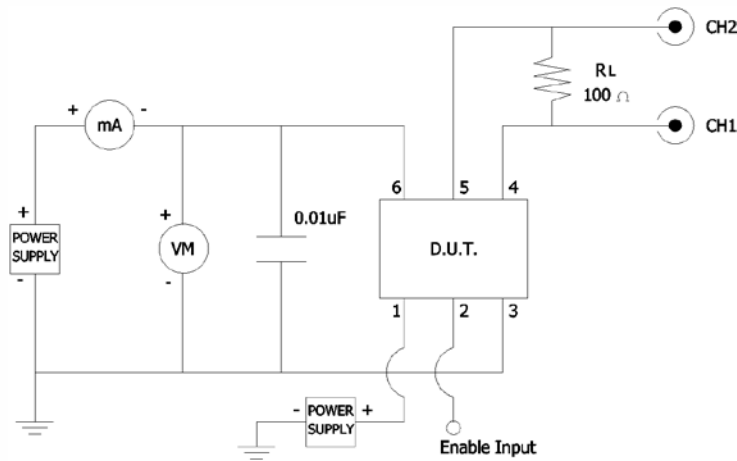 CH2
RL
100 Ω
CH1
+ mA -
6 5 4
+
POWER
SUPPLY
-
+
VM
-
0.01uF
D.U.T.
1 2 3
- POWER
SUPPLY +
Enable Input